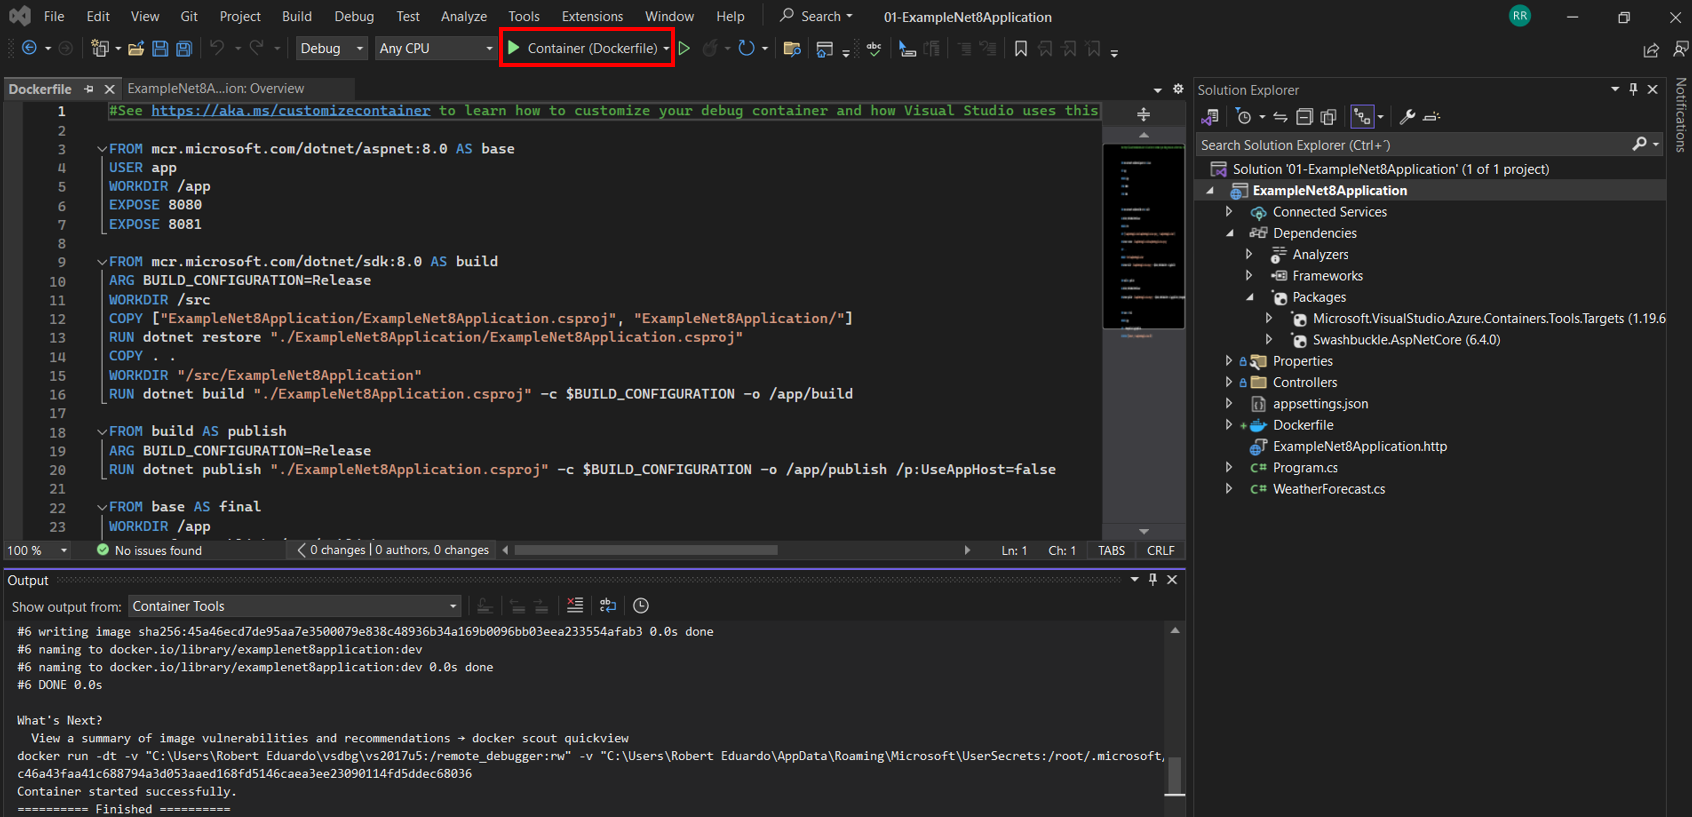 File Edit View Git Project Build Debug Test Analyze Tools Extensions Window Help Search 01-ExampleNet8Application RR
Debug Any CPU Container (Dockerfile)
Dockerfile ExampleNet8A...ion: Overview
1 #See https://aka.ms/customizecontainer to learn how to customize your debug container and how Visual Studio uses this
2
3 FROM mcr.microsoft.com/dotnet/aspnet:8.0 AS base
4 USER app
5 WORKDIR /app
6 EXPOSE 8080
7 EXPOSE 8081
8
9 FROM mcr.microsoft.com/dotnet/sdk:8.0 AS build
10 ARG BUILD_CONFIGURATION=Release
11 WORKDIR /src
12 COPY ["ExampleNet8Application/ExampleNet8Application.csproj", "ExampleNet8Application/"]
13 RUN dotnet restore "./ExampleNet8Application/ExampleNet8Application.csproj"
14 COPY . .
15 WORKDIR "/src/ExampleNet8Application"
16 RUN dotnet build "./ExampleNet8Application.csproj" -c $BUILD_CONFIGURATION -o /app/build
17
18 FROM build AS publish
19 ARG BUILD_CONFIGURATION=Release
20 RUN dotnet publish "./ExampleNet8Application.csproj" -c $BUILD_CONFIGURATION -o /app/publish /p:UseAppHost=false
21
22 FROM base AS final
23 WORKDIR /app
100 % No issues found 0 changes | 0 authors, 0 changes Ln: 1 Ch: 1 TABS CRLF
Output
Show output from: Container Tools
#6 writing image sha256:45a46ecd7de95aa7e3500079e838c48936b34a169b0096bb03eea233554afab3 0.0s done
#6 naming to docker.io/library/examplenet8application:dev
#6 naming to docker.io/library/examplenet8application:dev 0.0s done
#6 DONE 0.0s
What's Next?
View a summary of image vulnerabilities and recommendations → docker scout quickview
docker run -dt -v "C:\Users\Robert Eduardo\vsdbg\vs2017u5:/remote_debugger:rw" -v "C:\Users\Robert Eduardo\AppData\Roaming\Microsoft\UserSecrets:/root/.microsoft/
c46a43faa41c688794a3d053aaed168fd5146caea3ee23090114fd5ddec68036
Container started successfully.
========== Finished ==========
Solution Explorer
Search Solution Explorer (Ctrl+´)
Solution '01-ExampleNet8Application' (1 of 1 project)
ExampleNet8Application
Connected Services
Dependencies
Analyzers
Frameworks
Packages
Microsoft.VisualStudio.Azure.Containers.Tools.Targets (1.19.6
Swashbuckle.AspNetCore (6.4.0)
Properties
Controllers
appsettings.json
Dockerfile
ExampleNet8Application.http
C# Program.cs
C# WeatherForecast.cs
Notifications